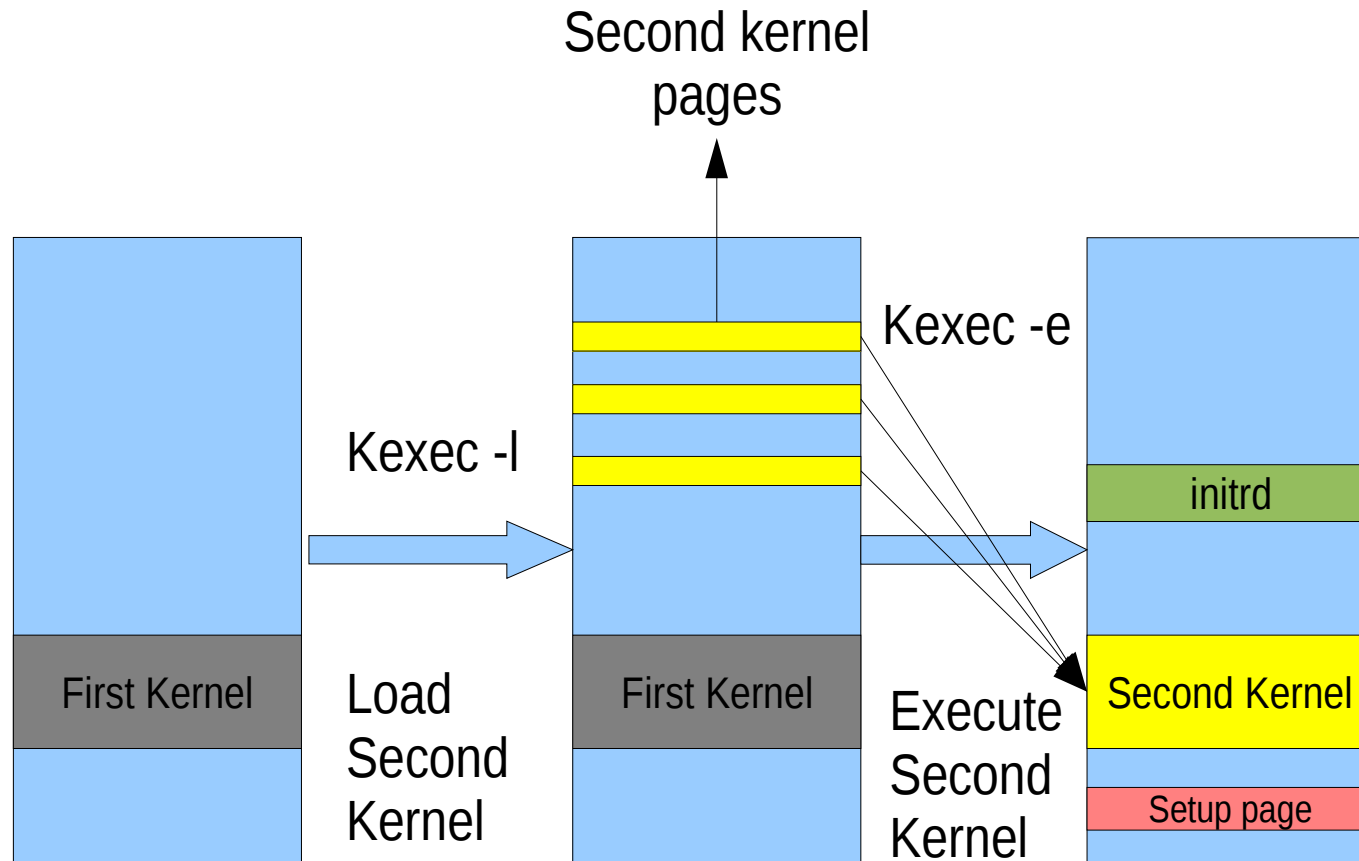 Second kernel
pages
Kexec -e
Kexec -l
initrd
First Kernel
Load
Second
Kernel
First Kernel
Execute
Second
Kernel
Second Kernel
Setup page